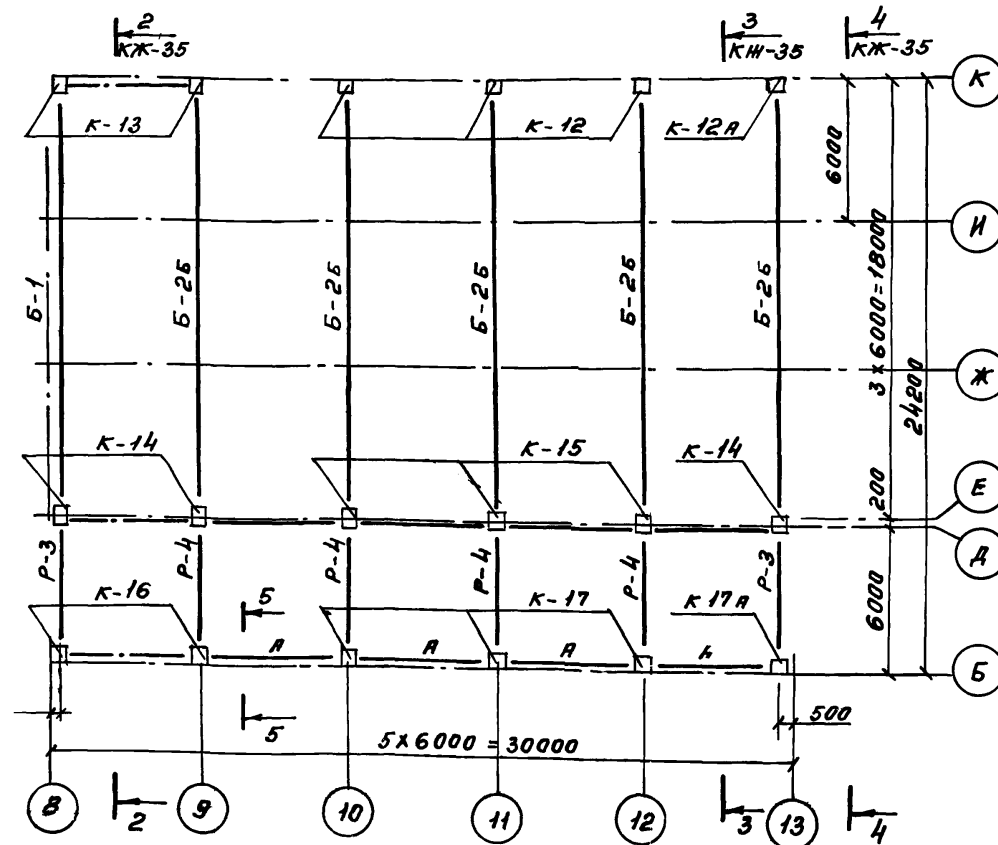 2 3 4
КЖ-35 КЖ-35 КЖ-35
К
К-13 К-12 К-12А
6000
И
Б-1 Б-2Б Б-2Б Б-2Б Б-2Б Б-2Б
3×6000=18000
24200
Ж
К-14 К-15 К-14
Е
200
Д
Р-3 Р-4 Р-4 Р-4 Р-4 Р-3
6000
К-16 5 К-17 К 17А
А А А А
Б
5 500
5×6000=30000
8 2 9 10 11 12 3 13 4